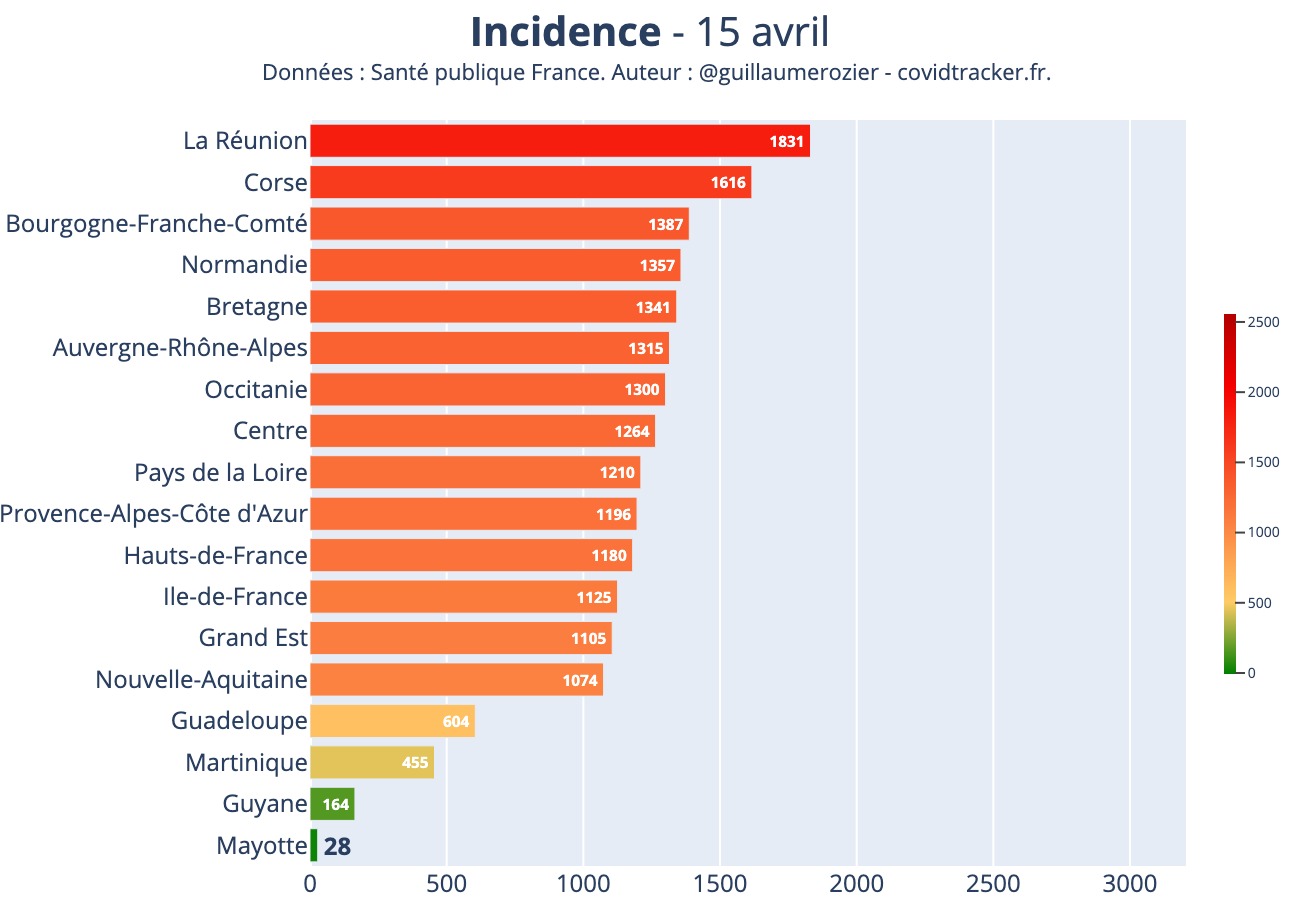 Incidence - 15 avril
Données : Santé publique France. Auteur : @guillaumerozier - covidtracker.fr.
La Réunion 1831
Corse 1616
Bourgogne-Franche-Comté 1387
Normandie 1357
Bretagne 1341
Auvergne-Rhône-Alpes 1315
Occitanie 1300
Centre 1264
Pays de la Loire 1210
Provence-Alpes-Côte d'Azur 1196
Hauts-de-France 1180
Ile-de-France 1125
Grand Est 1105
Nouvelle-Aquitaine 1074
Guadeloupe 604
Martinique 455
Guyane 164
Mayotte 28
0 500 1000 1500 2000 2500 3000
2500
2000
1500
1000
500
0